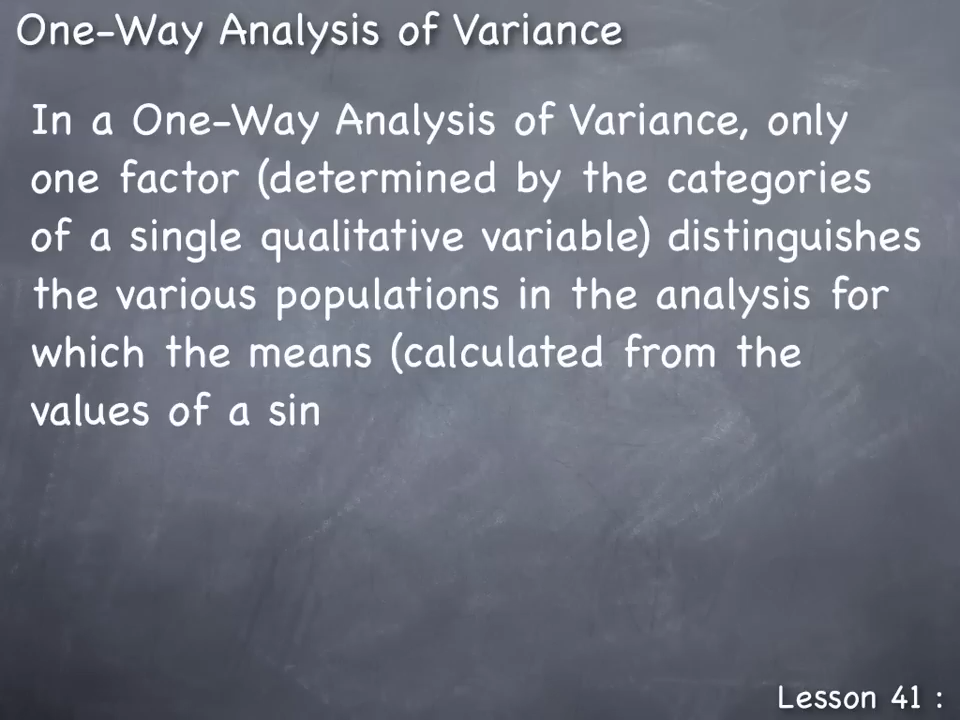 One-Way Analysis of Variance
In a One-Way Analysis of Variance, only
one factor (determined by the categories
of a single qualitative variable) distinguishes
the various populations in the analysis for
which the means (calculated from the
values of a sin
Lesson 41 :